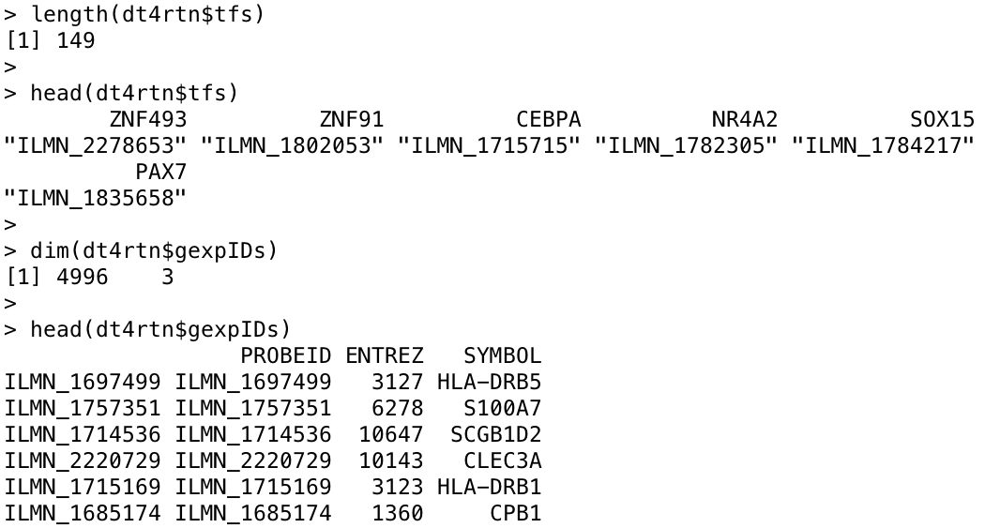 > length(dt4rtn$tfs)
[1] 149
>
> head(dt4rtn$tfs)
        ZNF493          ZNF91          CEBPA          NR4A2          SOX15
"ILMN_2278653" "ILMN_1802053" "ILMN_1715715" "ILMN_1782305" "ILMN_1784217"
          PAX7
"ILMN_1835658"
>
> dim(dt4rtn$gexpIDs)
[1] 4996    3
>
> head(dt4rtn$gexpIDs)
                  PROBEID ENTREZ   SYMBOL
ILMN_1697499 ILMN_1697499   3127 HLA-DRB5
ILMN_1757351 ILMN_1757351   6278   S100A7
ILMN_1714536 ILMN_1714536  10647  SCGB1D2
ILMN_2220729 ILMN_2220729  10143   CLEC3A
ILMN_1715169 ILMN_1715169   3123 HLA-DRB1
ILMN_1685174 ILMN_1685174   1360     CPB1